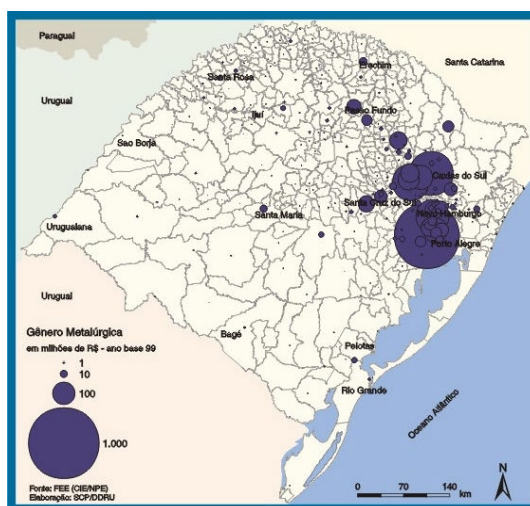 Paraguai
Santa Catarina
Erechim
Santa Rosa
Uruguai
Passo Fundo
Ijuí
Sao Borja
Caxias do Sul
Santa Cruz do Sul
Santa Maria
Novo Hamburgo
Uruguaiana
Porto Alegre
Uruguai
Bagé
Pelotas
Rio Grande
Oceano Atlântico
Gênero Metalúrgica
em milhões de R$ - ano base 99
1
10
100
1.000
Fonte: FEE (CIE/NPE)
Elaboração: SCP/DDRU
0 70 140
km
N